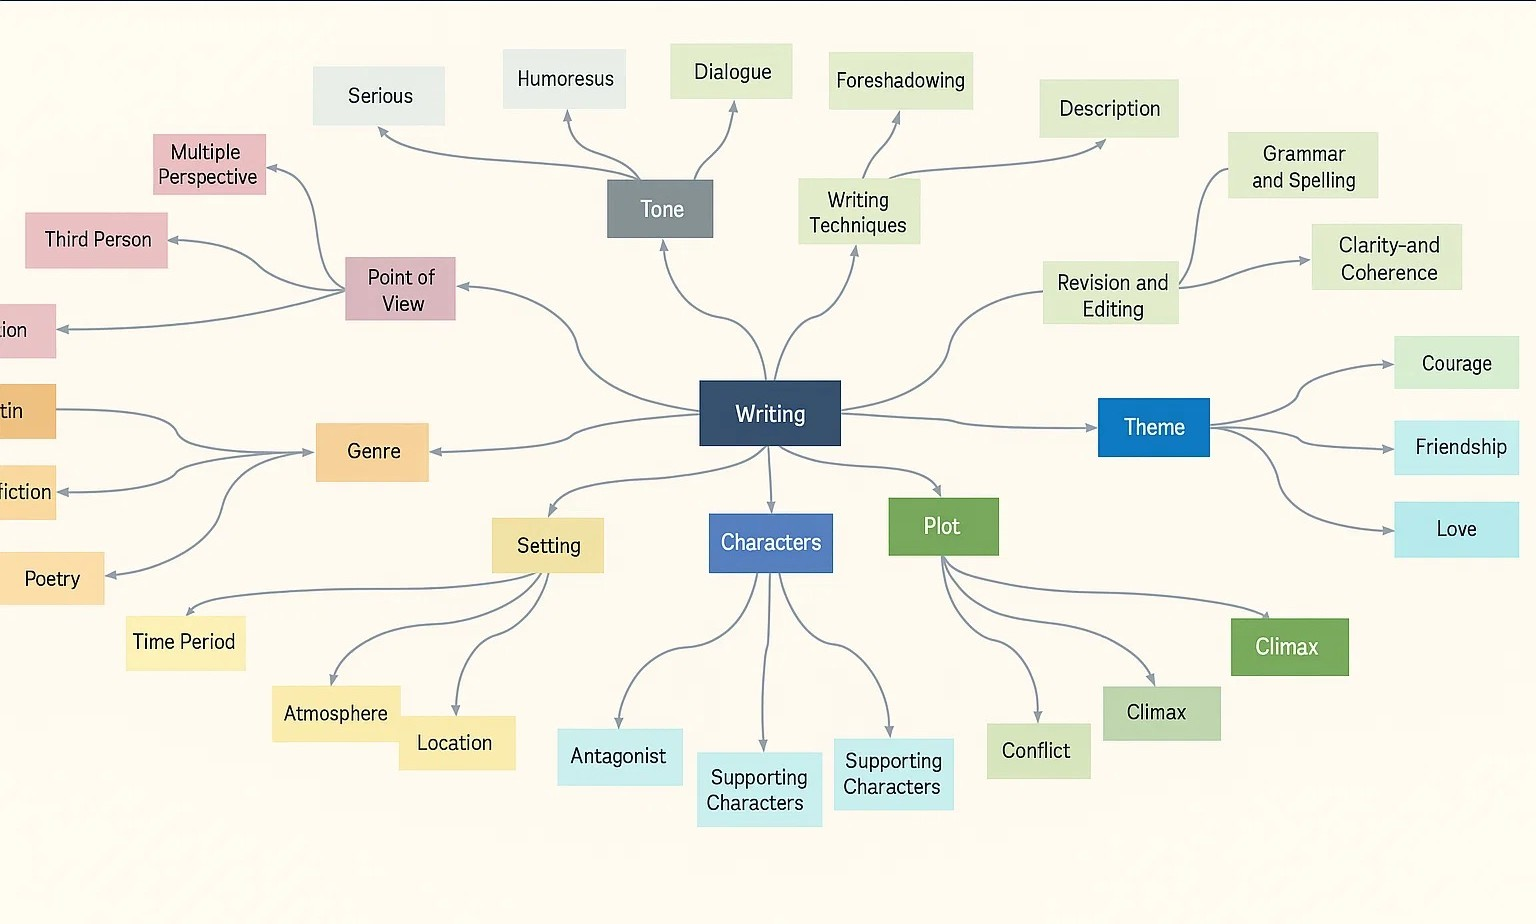 Serious
Humoresus
Dialogue
Foreshadowing
Description
Multiple
Perspective
Grammar
and Spelling
Third Person
Tone
Writing
Techniques
Clarity-and
Coherence
Point of
View
Revision and
Editing
ion
Courage
tin
Writing
Theme
Genre
Friendship
fiction
Setting
Characters
Plot
Love
Poetry
Time Period
Climax
Atmosphere
Location
Antagonist
Supporting
Characters
Supporting
Characters
Conflict
Climax